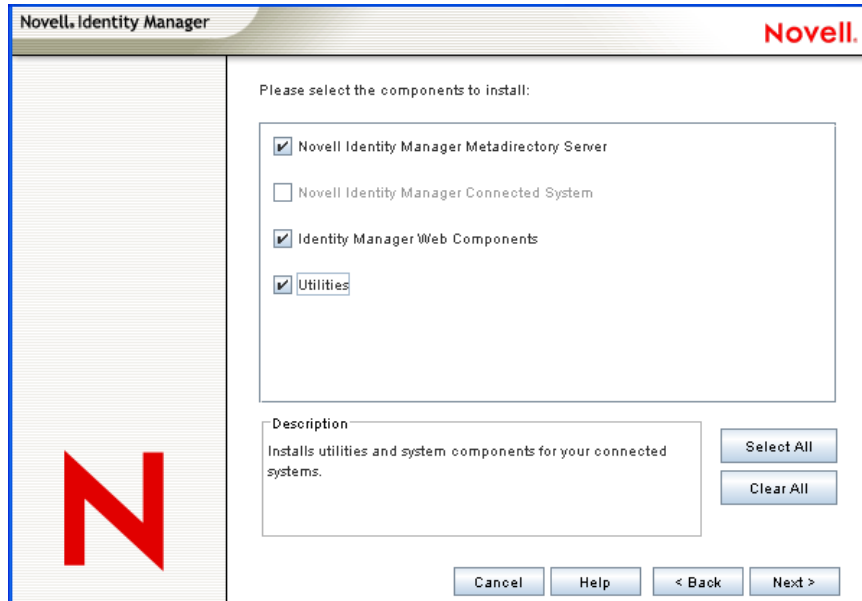 Novell. Identity Manager
Novell.
Please select the components to install:
Novell Identity Manager Metadirectory Server
Novell Identity Manager Connected System
Identity Manager Web Components
Utilities
Description
Installs utilities and system components for your connected
systems.
Select All
Clear All
N
Cancel
Help
< Back
Next >